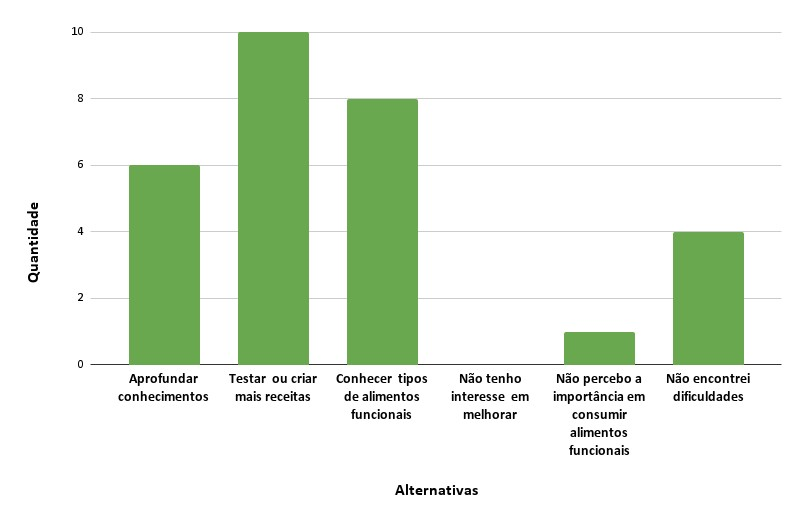 10
8
6
4
2
0
Quantidade
Aprofundar
conhecimentos
Testar ou criar
mais receitas
Conhecer tipos
de alimentos
funcionais
Não tenho
interesse em
melhorar
Não percebo a
importância em
consumir
alimentos
funcionais
Não encontrei
dificuldades
Alternativas